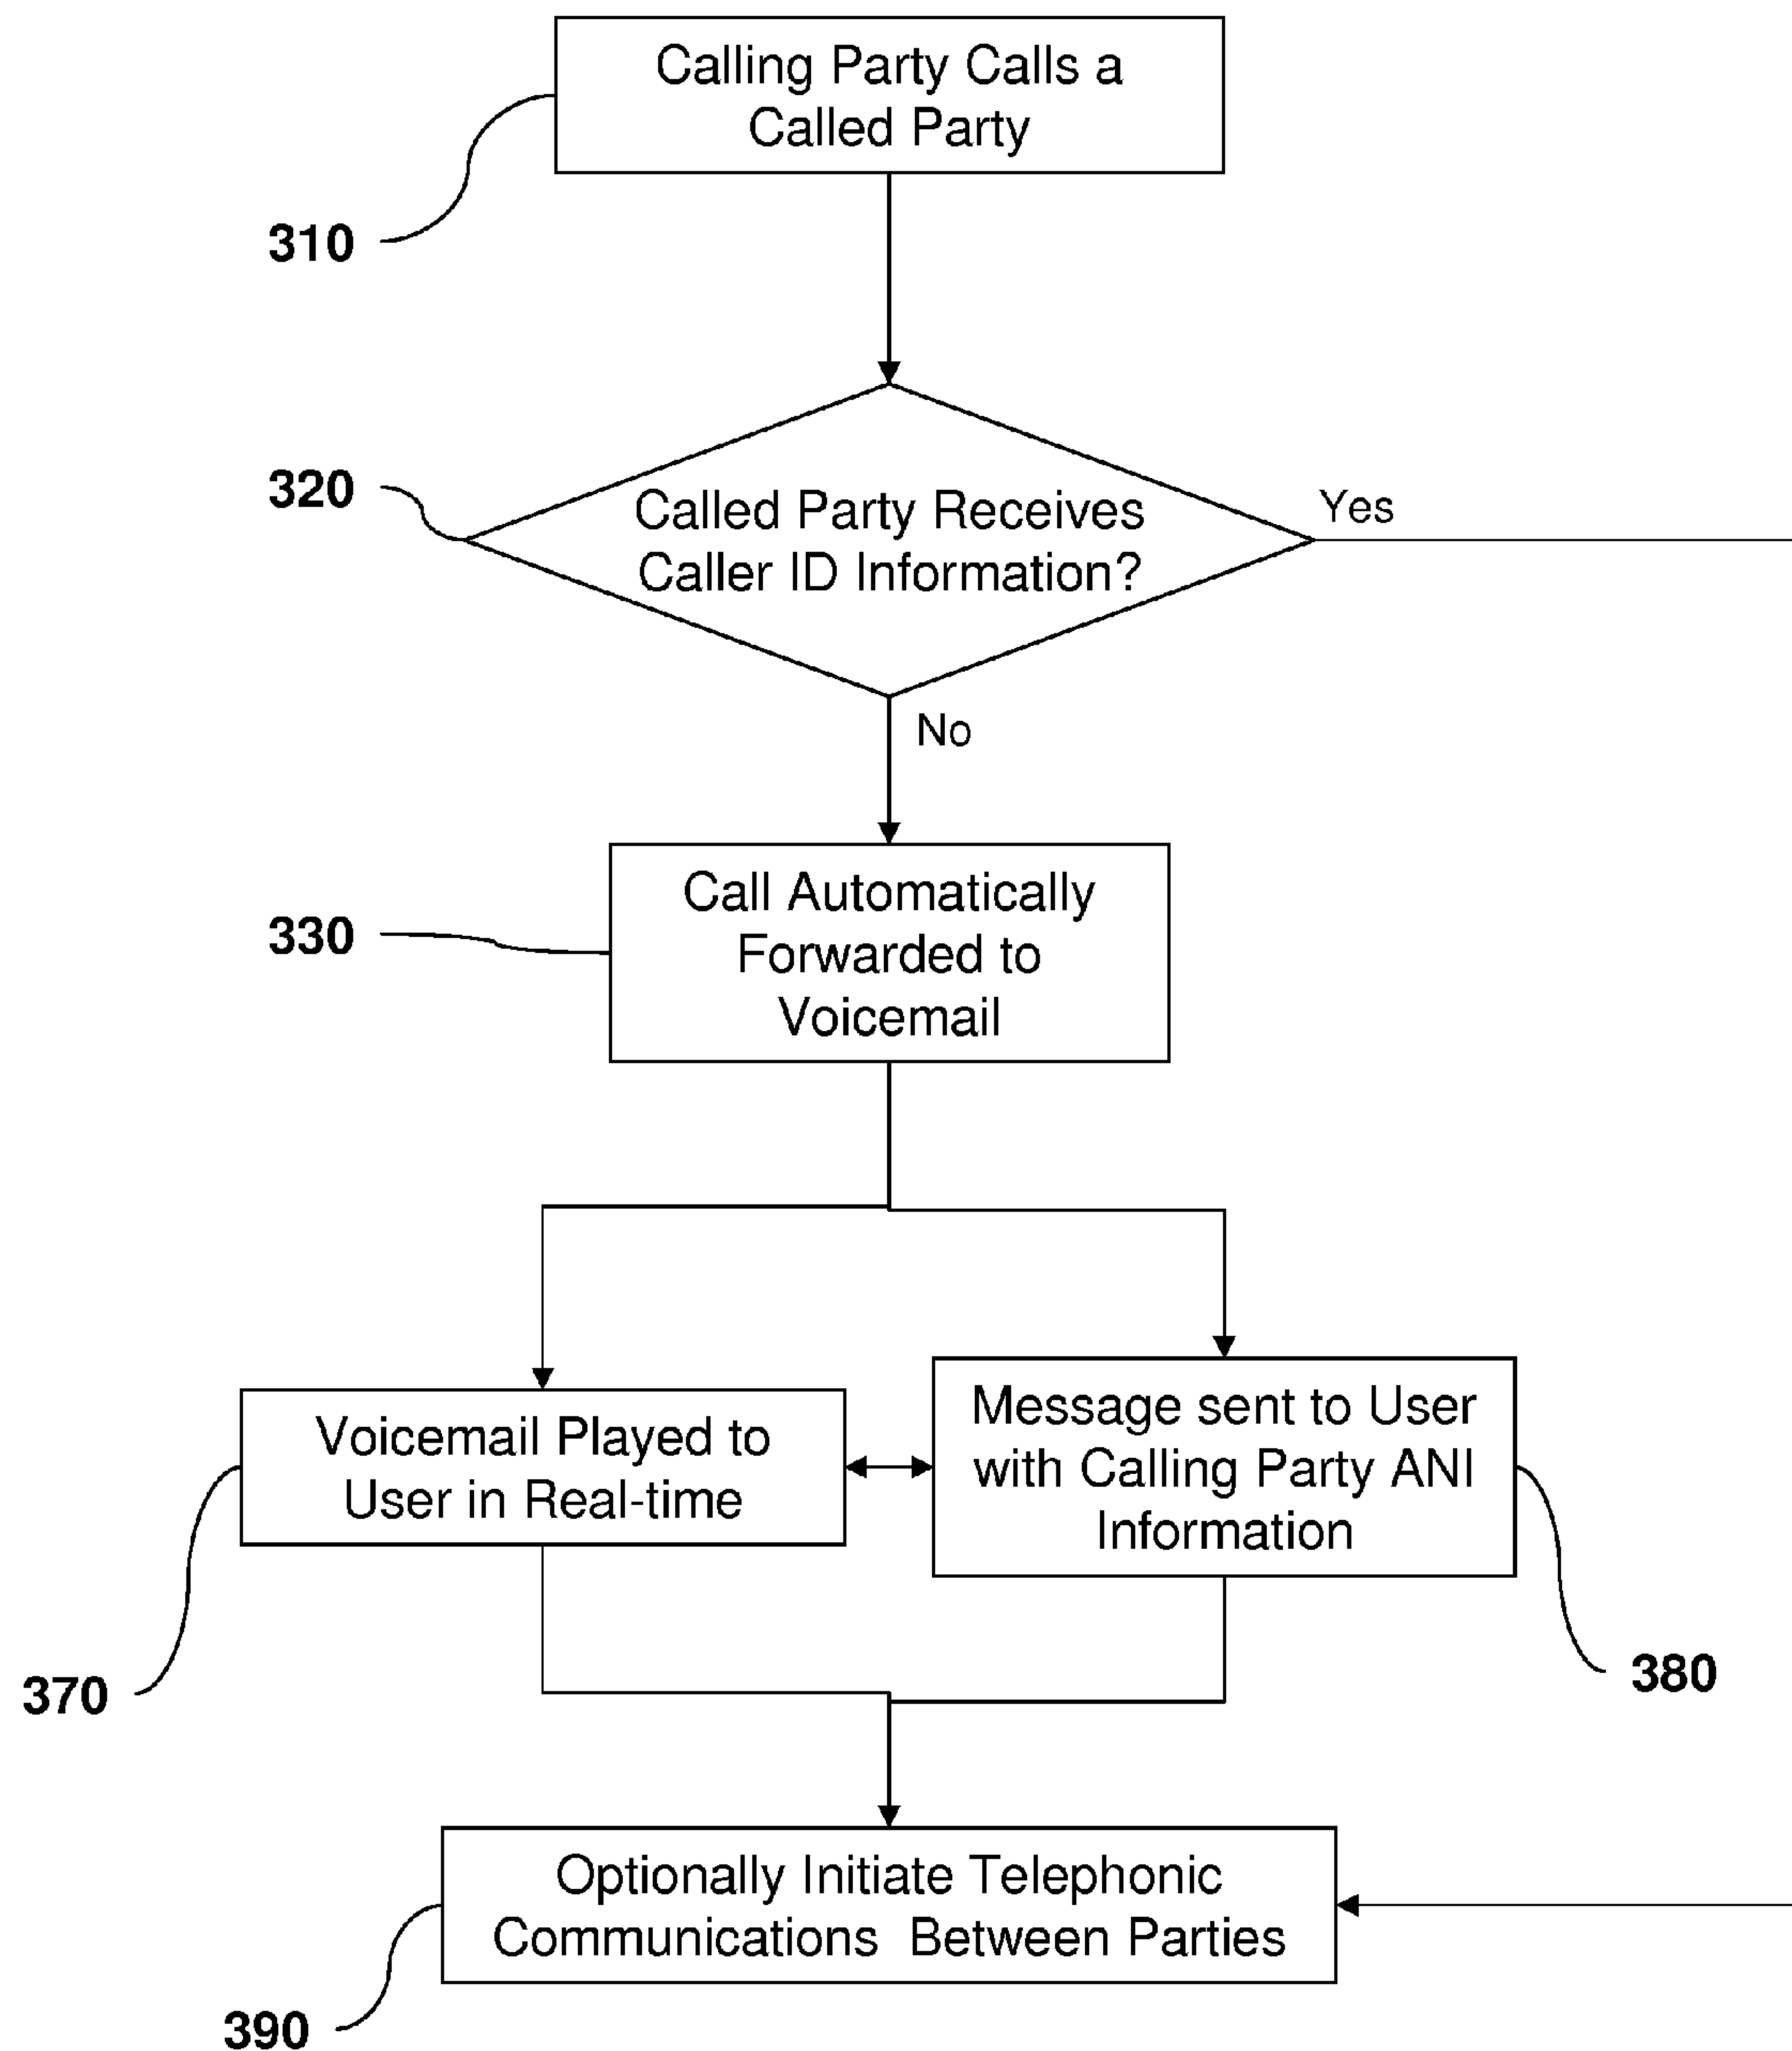 Calling Party Calls a
Called Party
310
320
Called Party Receives
Caller ID Information?
Yes
No
330
Call Automatically
Forwarded to
Voicemail
Voicemail Played to
User in Real-time
Message sent to User
with Calling Party ANI
Information
370
380
Optionally Initiate Telephonic
Communications Between Parties
390